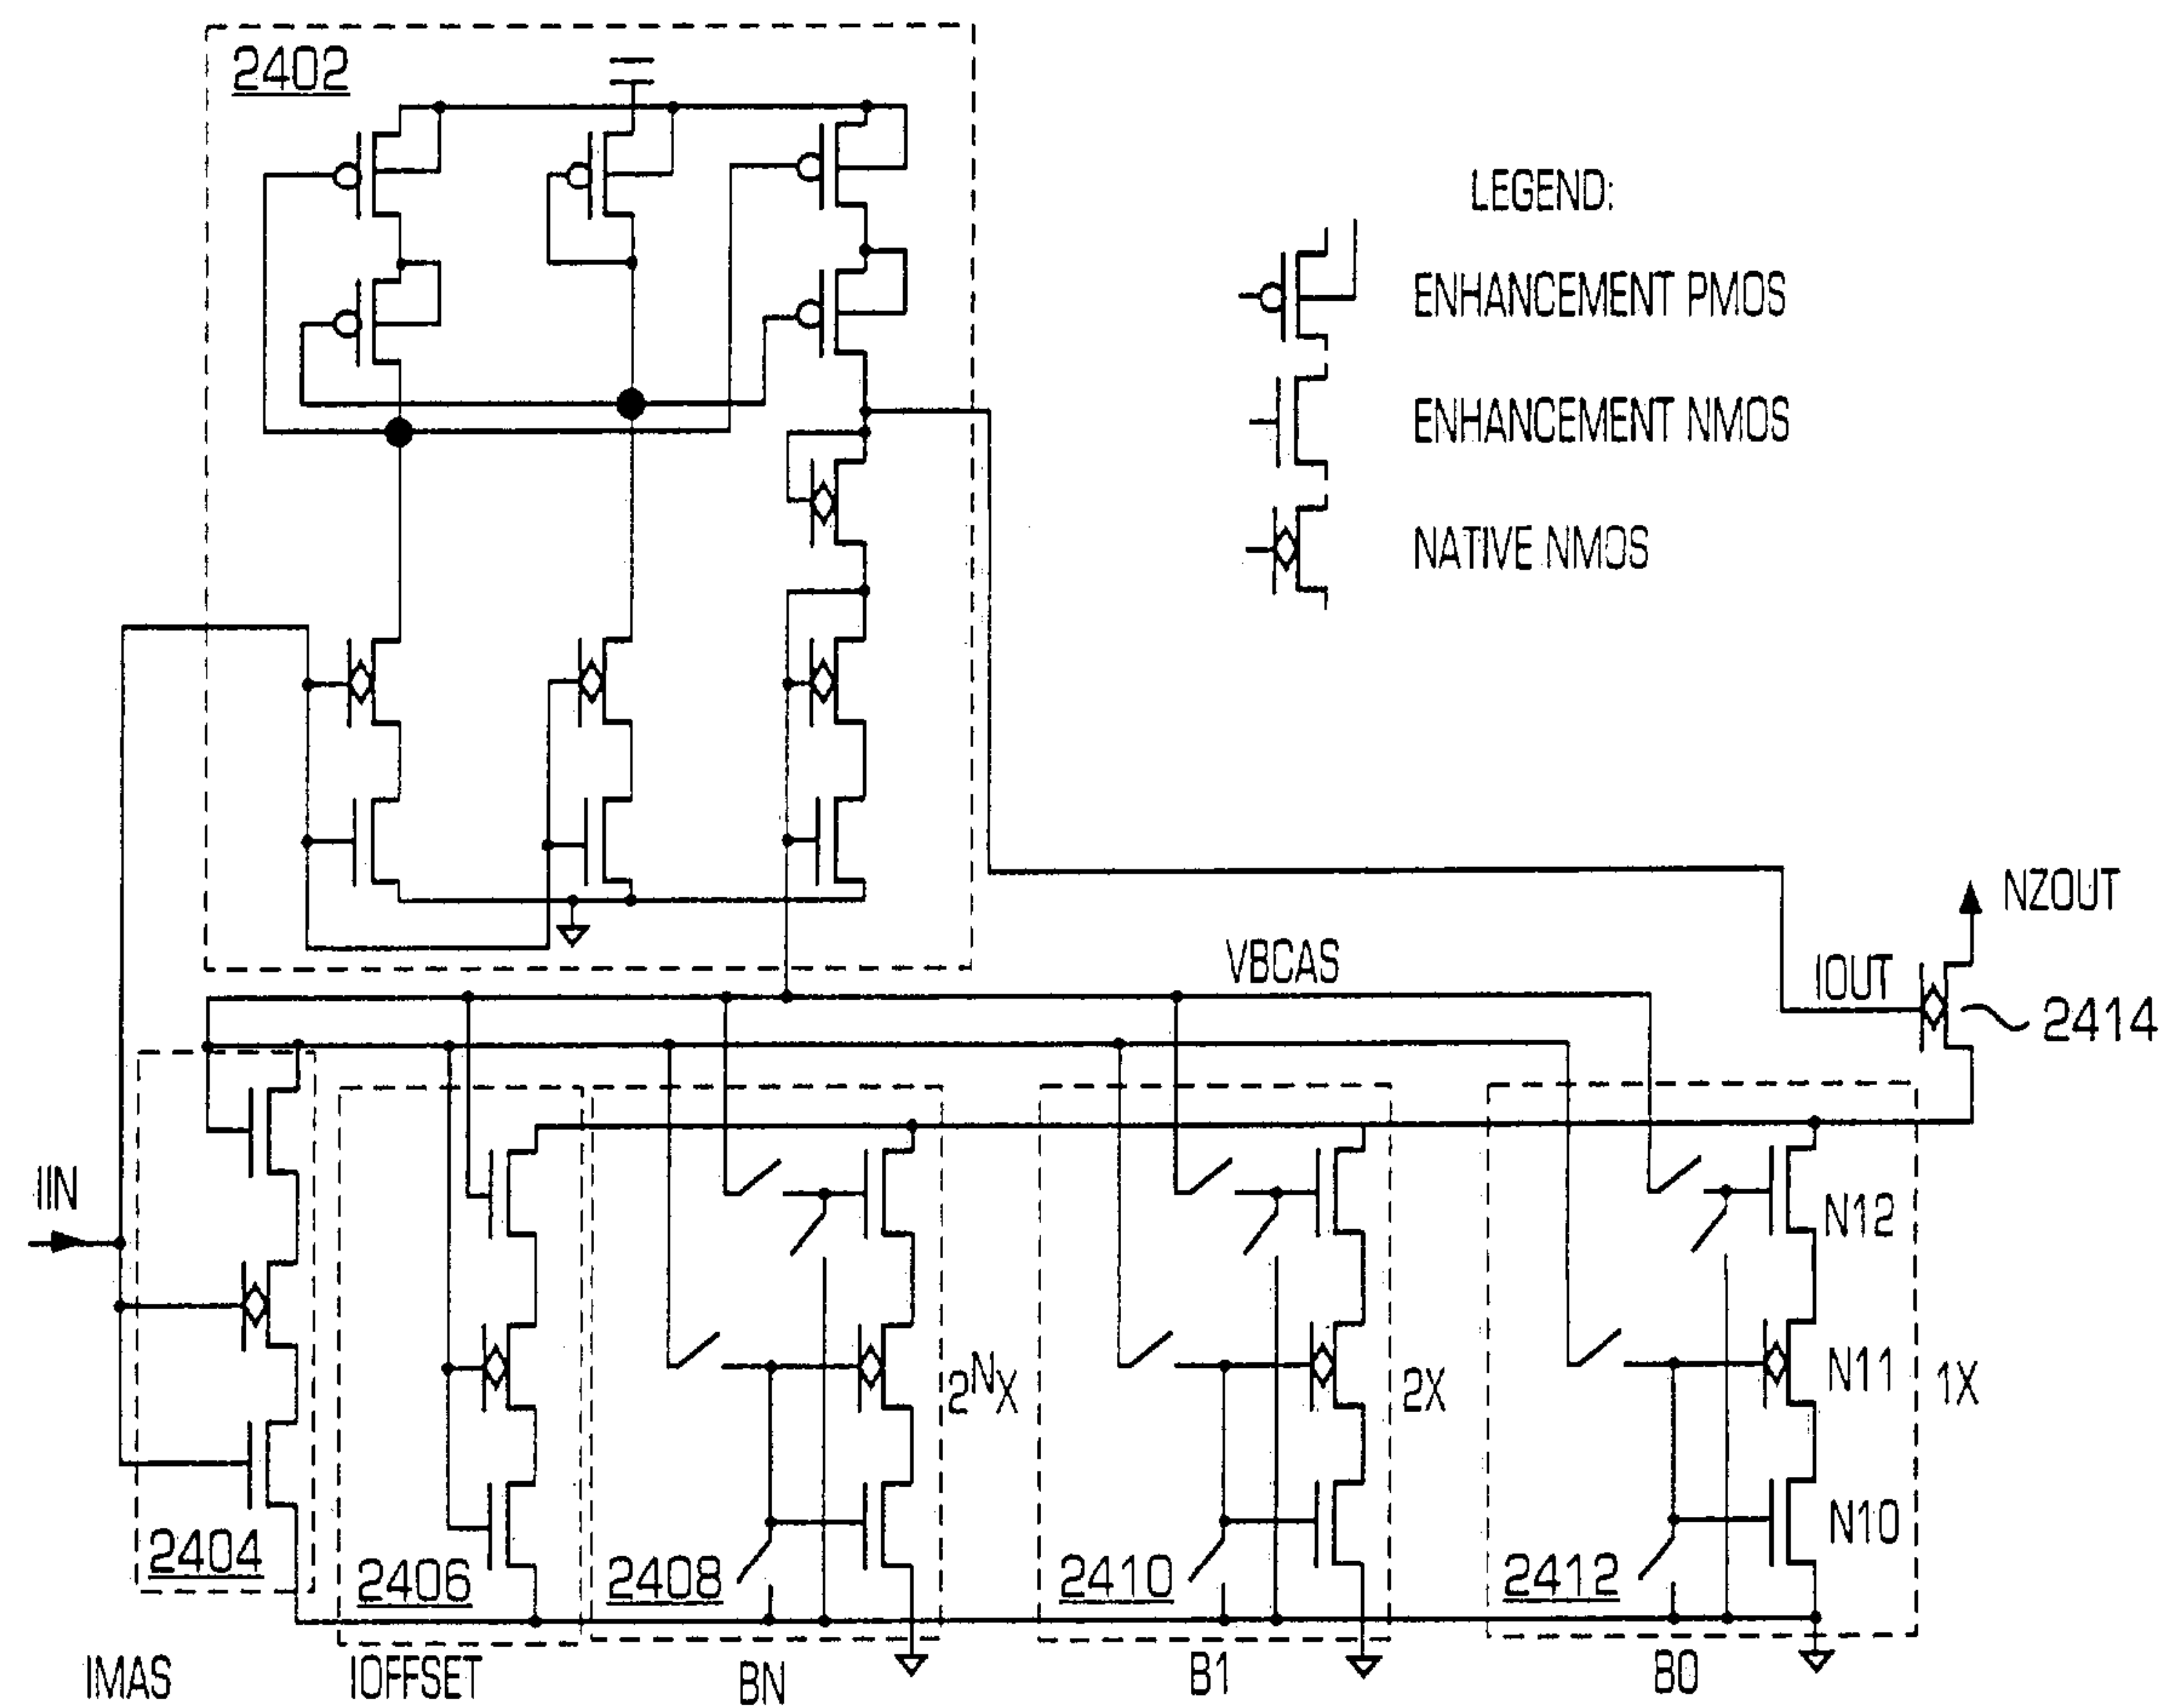 2402
LEGEND:
ENHANCEMENT PMOS
ENHANCEMENT NMOS
NATIVE NMOS
NZOUT
VBCAS
IOUT
2414
IIN
N12
2NX
2X
N11
1X
N10
2404
2406
2408
2410
2412
IMAS
IOFFSET
BN
B1
B0